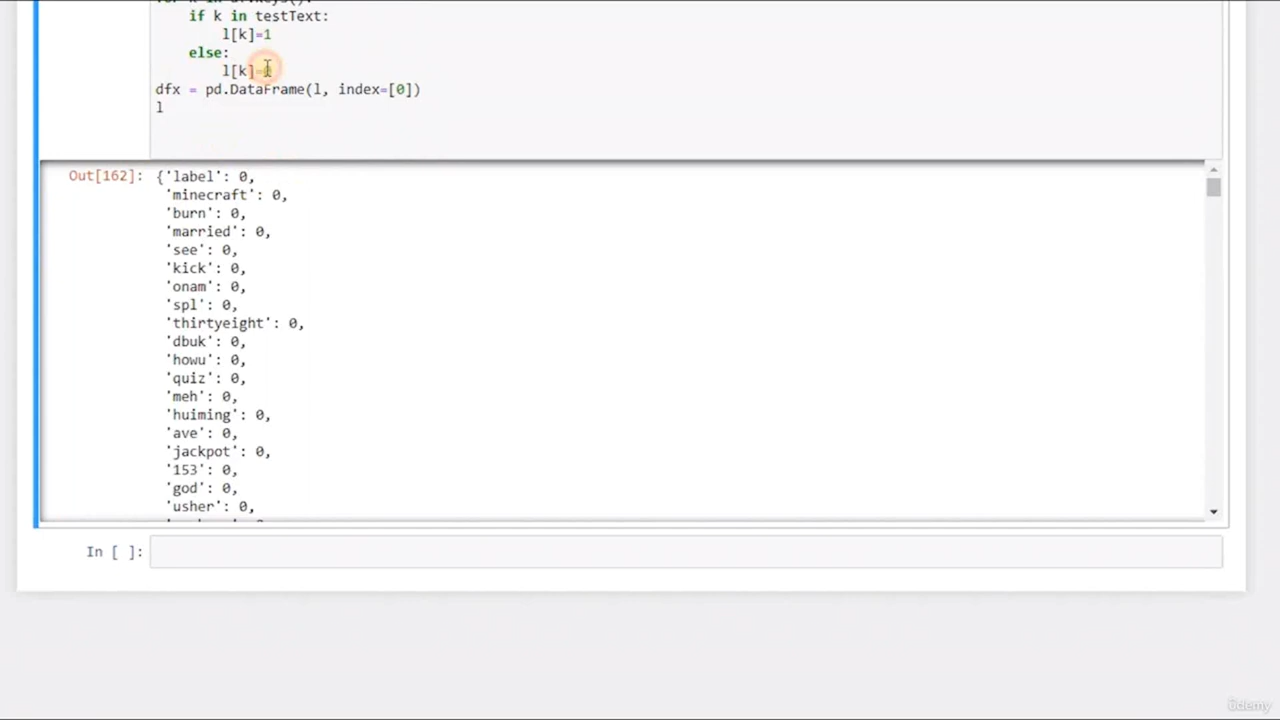 if k in testText:
l[k]=1
else:
l[k]=
dfx = pd.DataFrame(l, index=[0])
l
Out[162]: {'label': 0,
'minecraft': 0,
'burn': 0,
'married': 0,
'see': 0,
'kick': 0,
'onam': 0,
'spl': 0,
'thirtyeight': 0,
'dbuk': 0,
'howu': 0,
'quiz': 0,
'meh': 0,
'huiming': 0,
'ave': 0,
'jackpot': 0,
'153': 0,
'god': 0,
'usher': 0,
In [ ]:
ûdemy